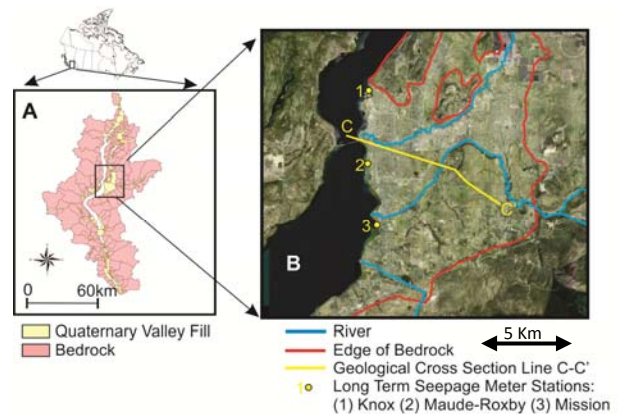 A
0 60km
Quaternary Valley Fill
Bedrock
1
C
2
3
C'
B
River
Edge of Bedrock
Geological Cross Section Line C-C'
5 Km
1 Long Term Seepage Meter Stations:
(1) Knox (2) Maude-Roxby (3) Mission